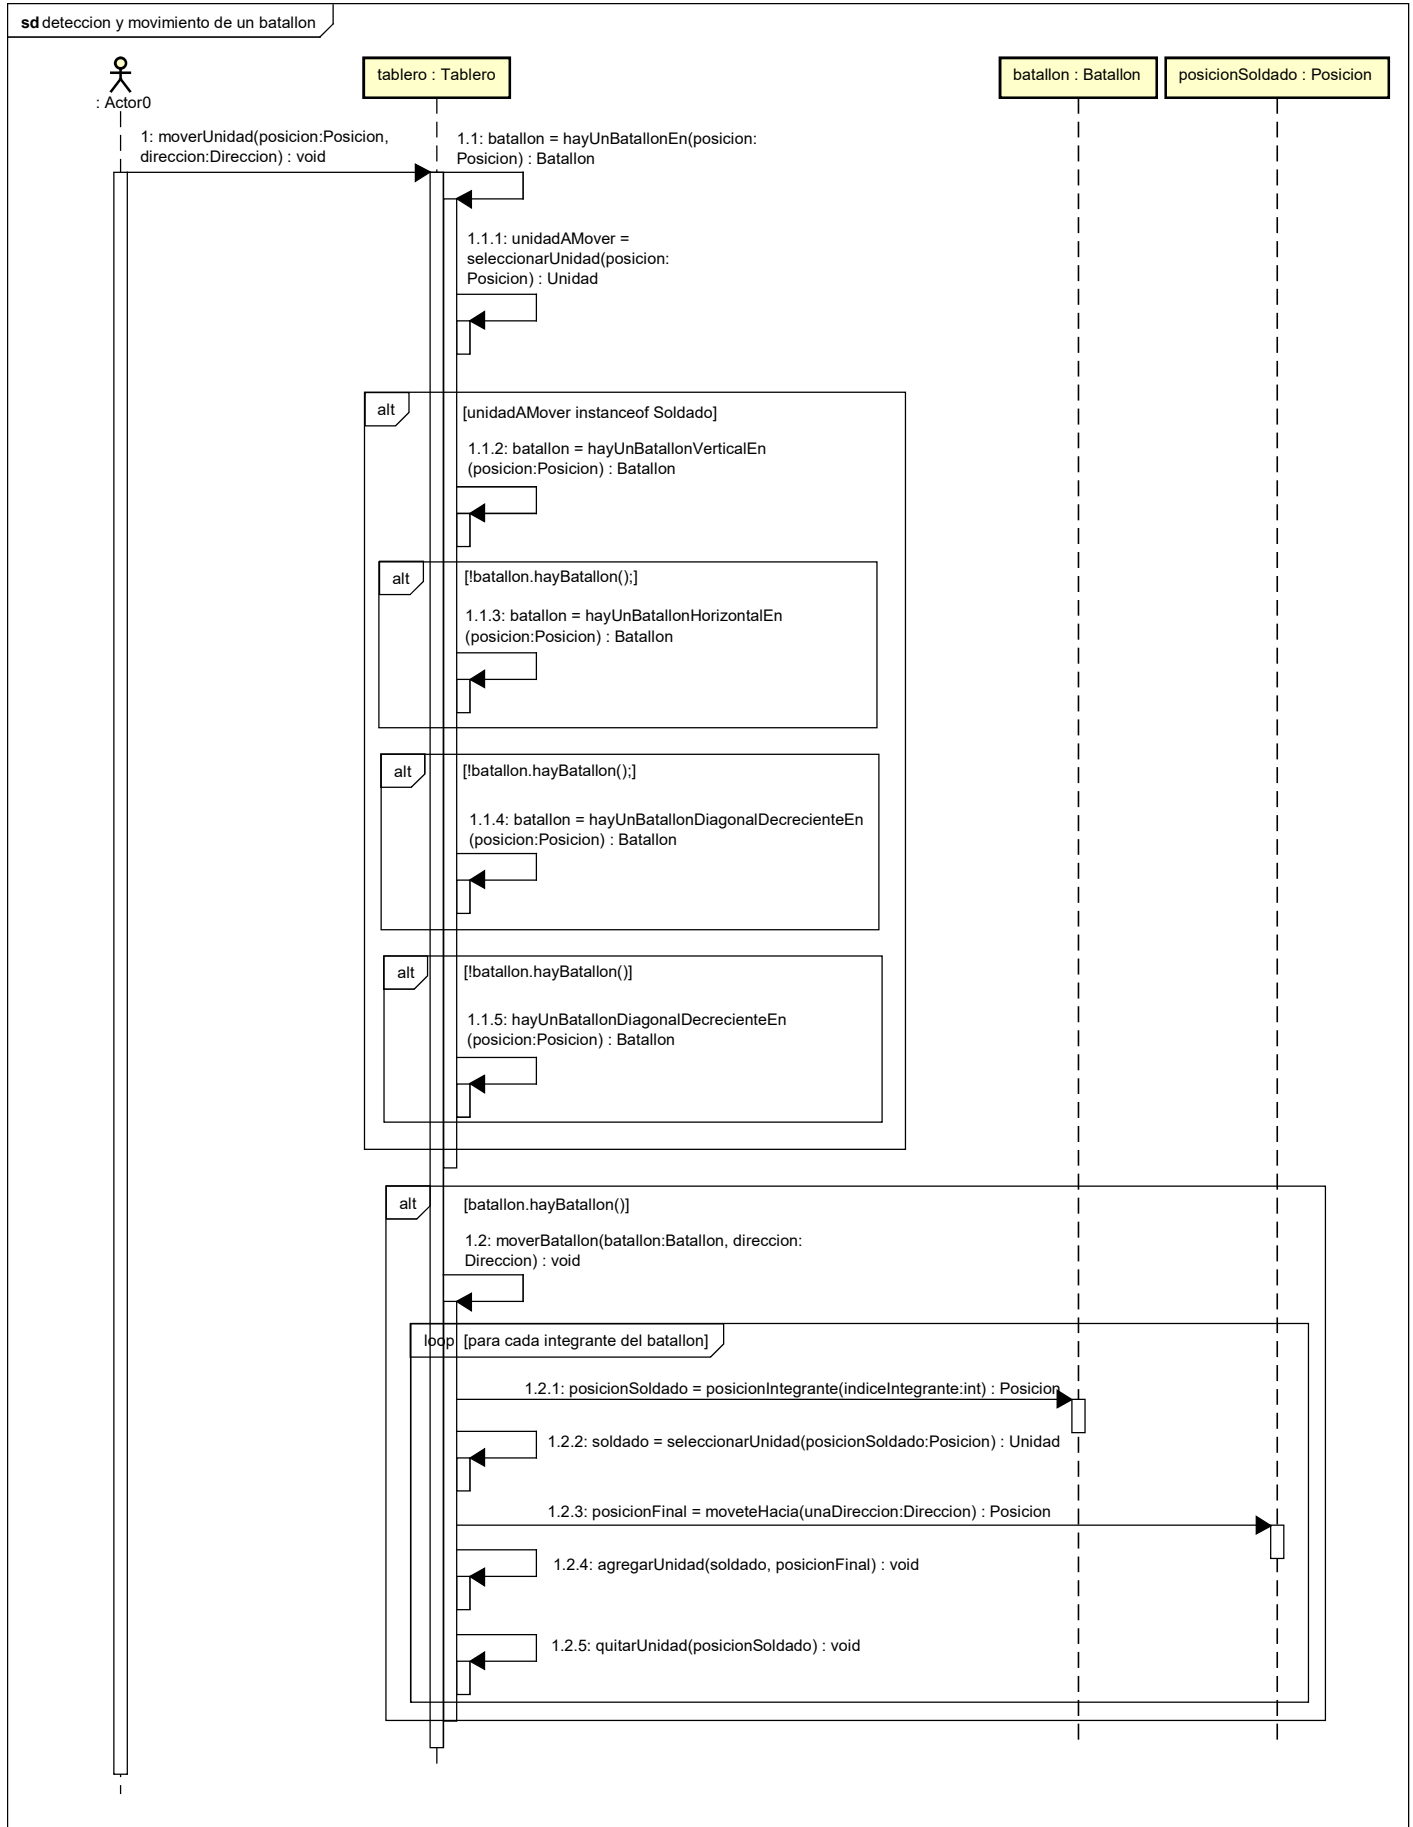 sd deteccion y movimiento de un batallon
: Actor0
tablero : Tablero
batallon : Batallon
posicionSoldado : Posicion
1: moverUnidad(posicion:Posicion,
direccion:Direccion) : void
1.1: batallon = hayUnBatallonEn(posicion:
Posicion) : Batallon
1.1.1: unidadAMover =
seleccionarUnidad(posicion:
Posicion) : Unidad
alt
[unidadAMover instanceof Soldado]
1.1.2: batallon = hayUnBatallonVerticalEn
(posicion:Posicion) : Batallon
alt
[!batallon.hayBatallon();]
1.1.3: batallon = hayUnBatallonHorizontalEn
(posicion:Posicion) : Batallon
alt
[!batallon.hayBatallon();]
1.1.4: batallon = hayUnBatallonDiagonalDecrecienteEn
(posicion:Posicion) : Batallon
alt
[!batallon.hayBatallon()]
1.1.5: hayUnBatallonDiagonalDecrecienteEn
(posicion:Posicion) : Batallon
alt
[batallon.hayBatallon()]
1.2: moverBatallon(batallon:Batallon, direccion:
Direccion) : void
loop [para cada integrante del batallon]
1.2.1: posicionSoldado = posicionIntegrante(indiceIntegrante:int) : Posicion
1.2.2: soldado = seleccionarUnidad(posicionSoldado:Posicion) : Unidad
1.2.3: posicionFinal = moveteHacia(unaDireccion:Direccion) : Posicion
1.2.4: agregarUnidad(soldado, posicionFinal) : void
1.2.5: quitarUnidad(posicionSoldado) : void